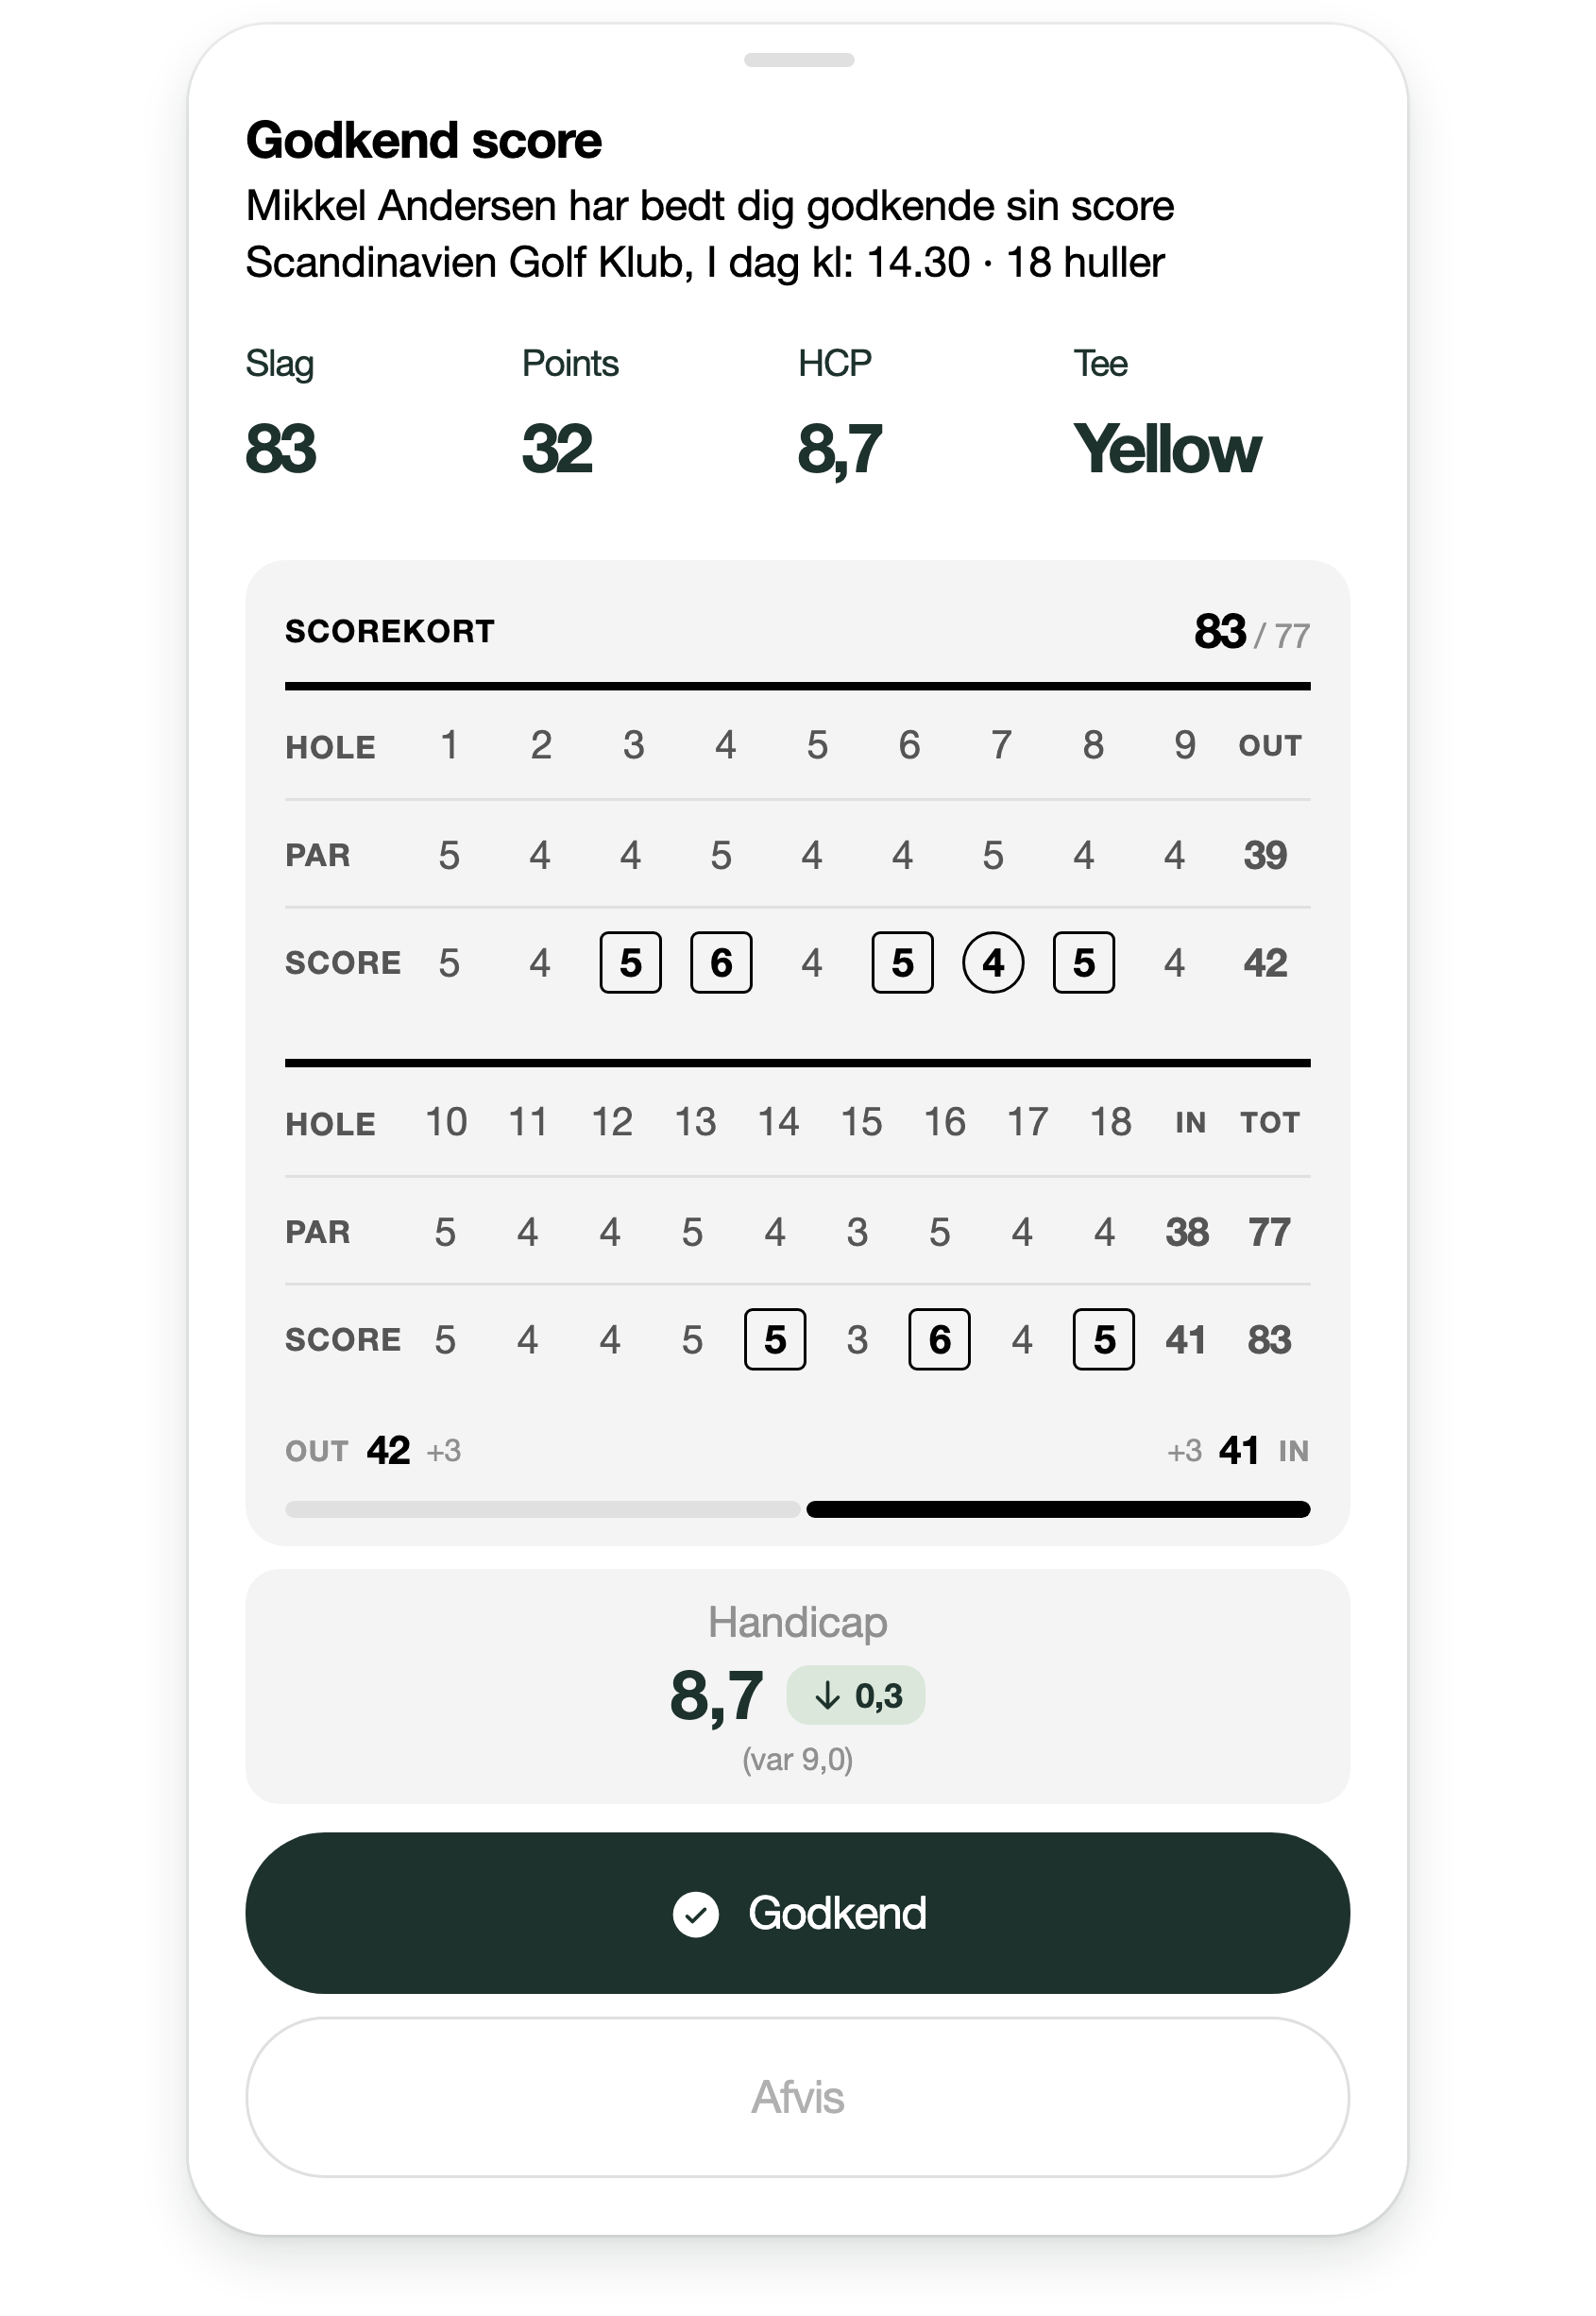 Godkend score
Mikkel Andersen har bedt dig godkende sin score
Scandinavien Golf Klub, I dag kl: 14.30 · 18 huller
Slag Points HCP Tee
83 32 8,7 Yellow
SCOREKORT 83 / 77
HOLE 1 2 3 4 5 6 7 8 9 OUT
PAR 5 4 4 5 4 4 5 4 4 39
SCORE 5 4 5 6 4 5 4 5 4 42
HOLE 10 11 12 13 14 15 16 17 18 IN TOT
PAR 5 4 4 5 4 3 5 4 4 38 77
SCORE 5 4 4 5 5 3 6 4 5 41 83
OUT 42 +3 +3 41 IN
Handicap
8,7 ↓ 0,3
(var 9,0)
Godkend
Afvis